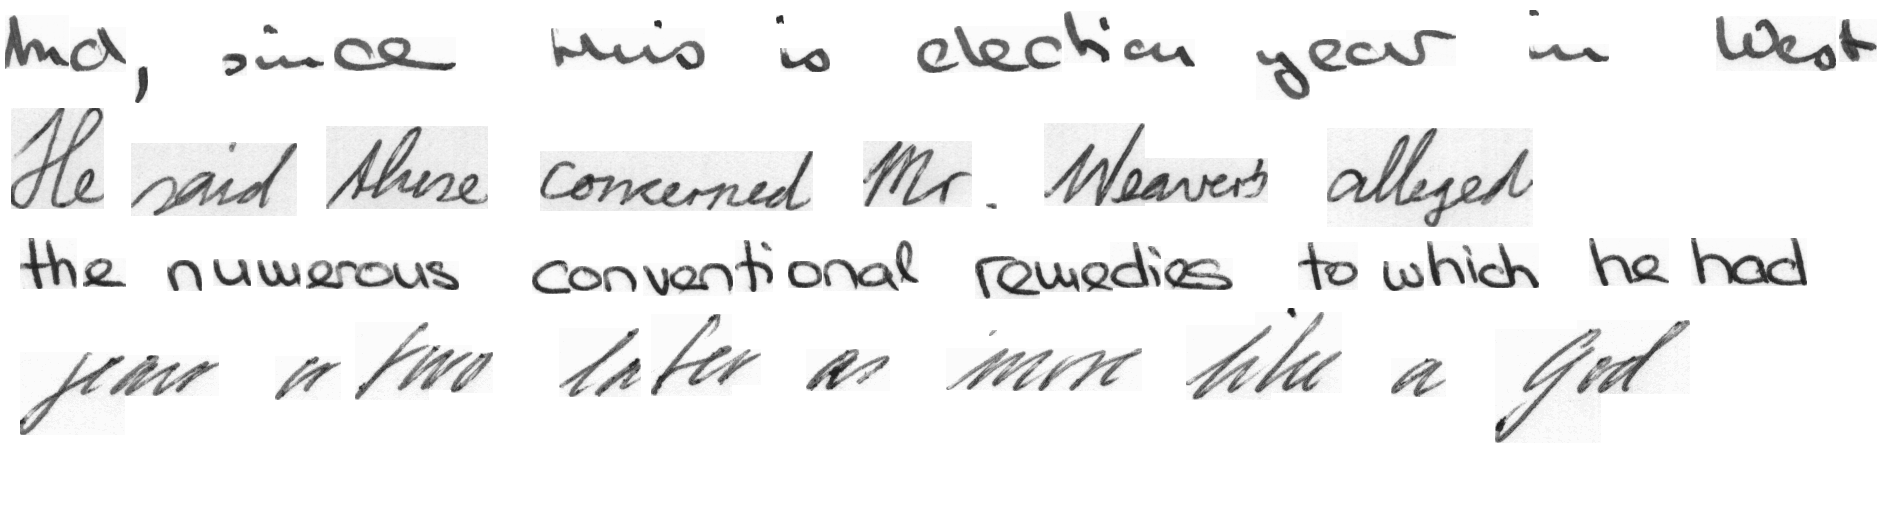 And, since this is election year in West
He said these concerned Mr. Weaver's alleged
the numerous conventional remedies to which he had
year or two later as more like a God